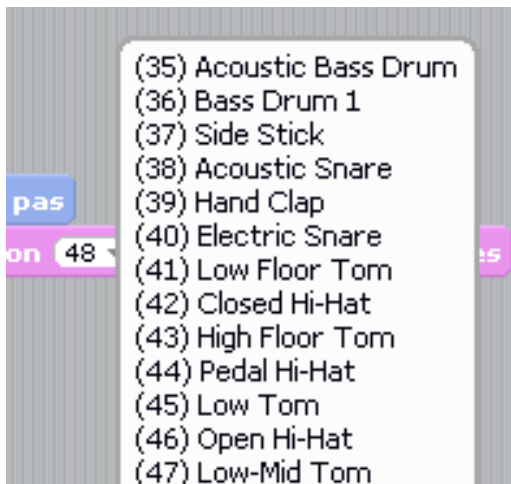 (35) Acoustic Bass Drum
(36) Bass Drum 1
(37) Side Stick
(38) Acoustic Snare
pas
(39) Hand Clap
(40) Electric Snare
on 48 es
(41) Low Floor Tom
(42) Closed Hi-Hat
(43) High Floor Tom
(44) Pedal Hi-Hat
(45) Low Tom
(46) Open Hi-Hat
(47) Low-Mid Tom